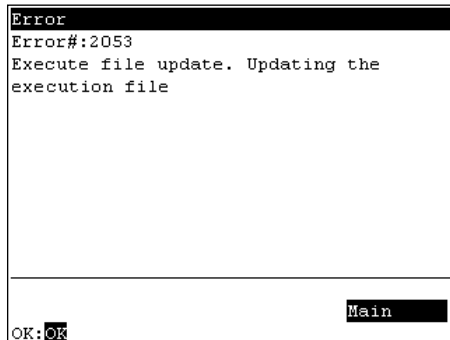 Error
Error#:2053
Execute file update. Updating the
execution file
Main
OK:OK